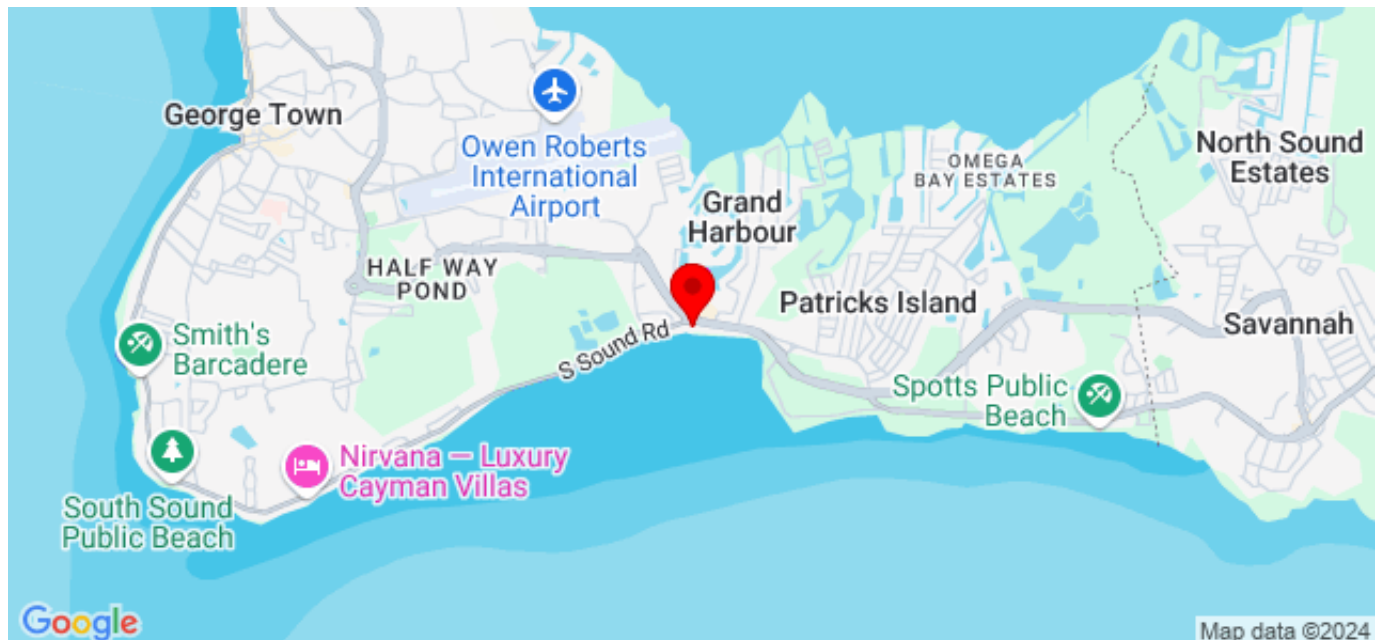 George Town
Owen Roberts
International
Airport
Grand
Harbour
OMEGA
BAY ESTATES
North Sound
Estates
HALF WAY
POND
Patricks Island
Savannah
Smith's
Barcadere
S Sound Rd
Spotts Public
Beach
Nirvana — Luxury
Cayman Villas
South Sound
Public Beach
Google
Map data ©2024